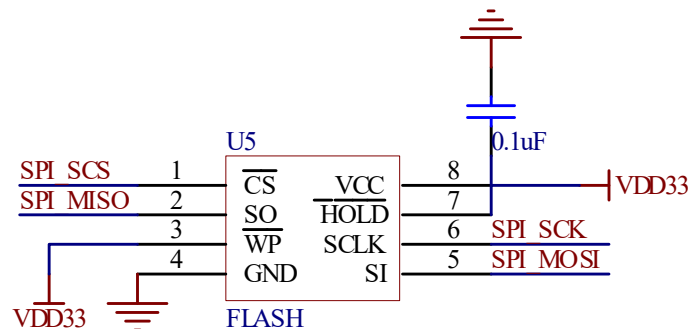 0.1uF
U5
SPI_SCS 1 CS VCC 8 VDD33
SPI_MISO 2 SO HOLD 7
3 WP SCLK 6 SPI_SCK
4 GND SI 5 SPI_MOSI
VDD33
FLASH